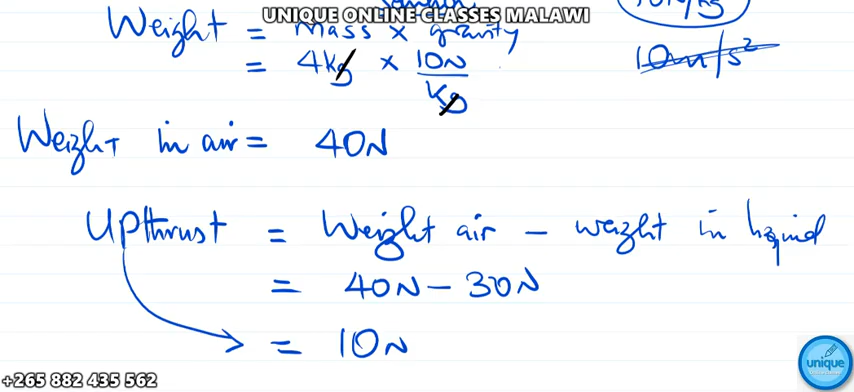 UNIQUE ONLINE CLASSES MALAWI
Weight = mass × gravity
10m/s²
= 4kg × 10N
kg
Weight in air = 40N
Upthrust = Weight air − weight in liquid
= 40N − 30N
= 10N
unique
+265 882 435 562